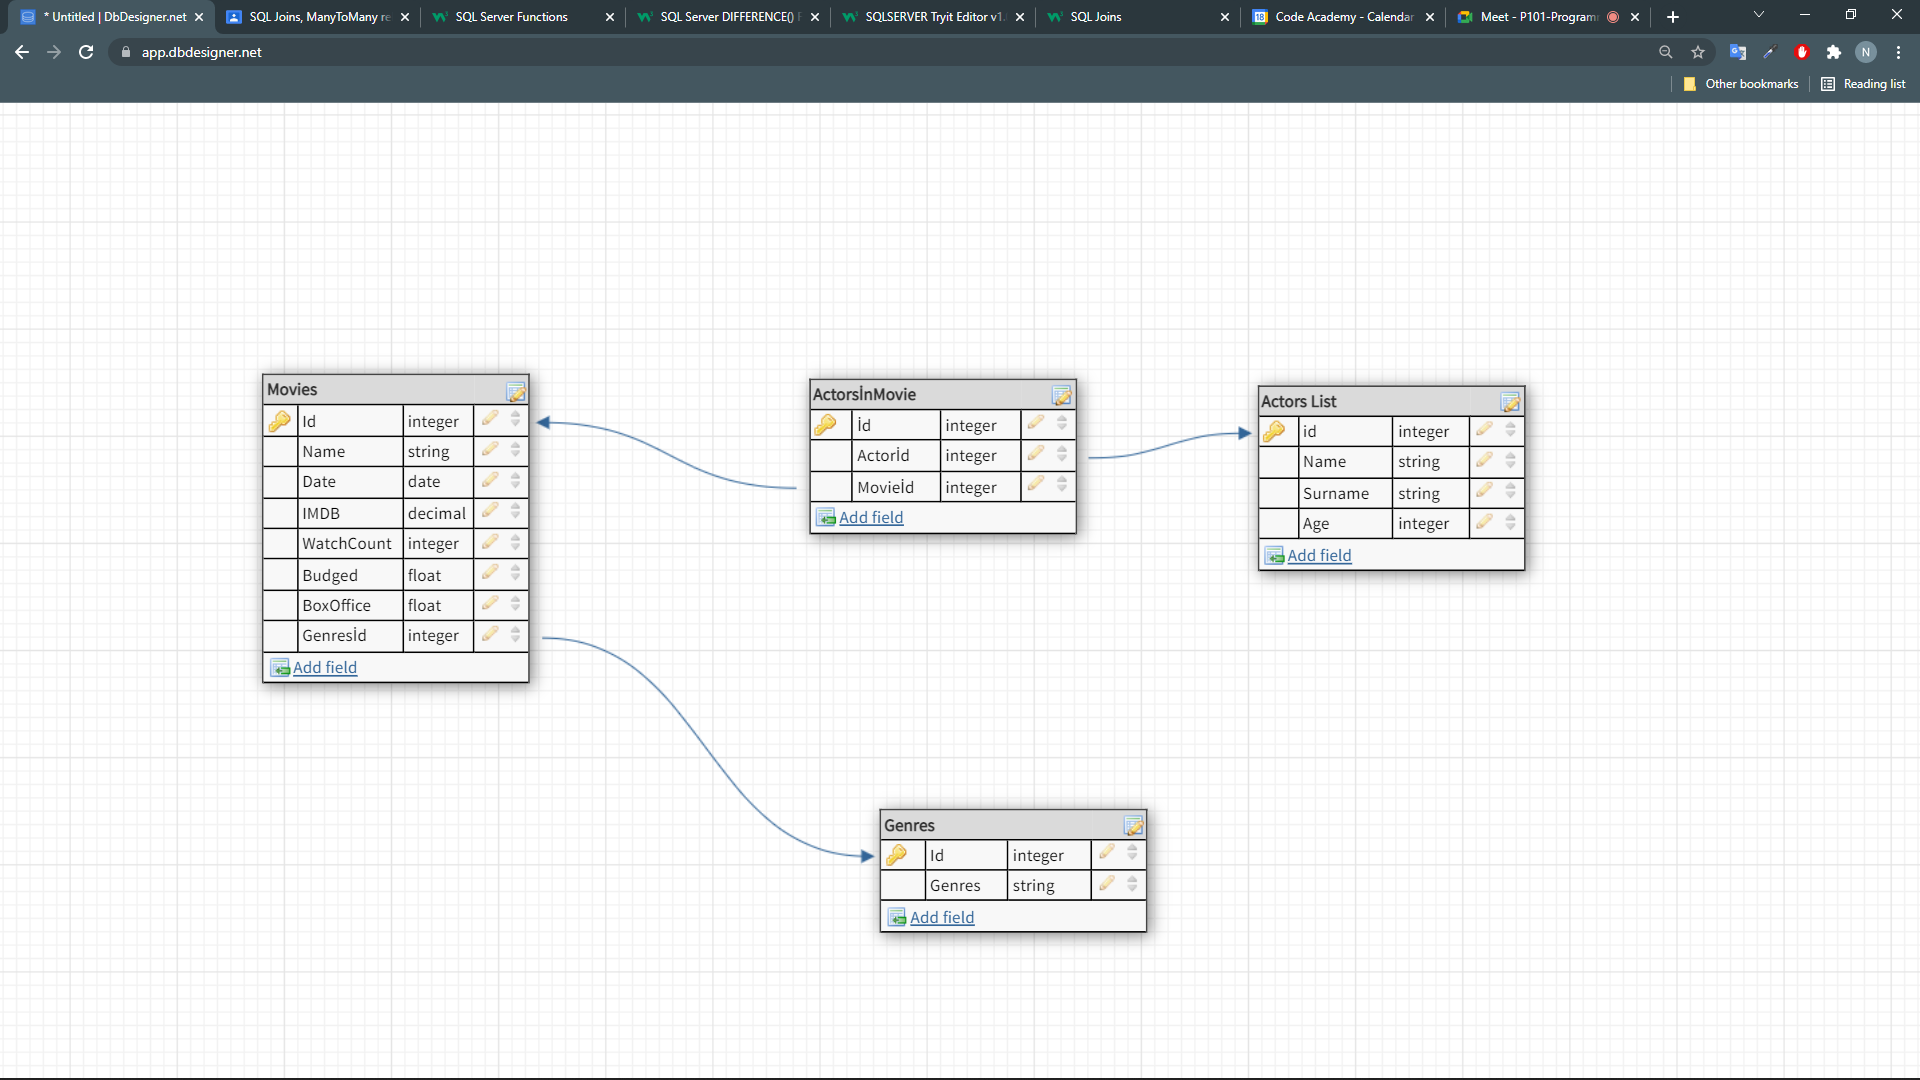 * Untitled | DbDesigner.net
SQL Joins, ManyToMany re
SQL Server Functions
SQL Server DIFFERENCE() F
SQLSERVER Tryit Editor v1.
SQL Joins
Code Academy - Calendar
Meet - P101-Program
app.dbdesigner.net
N
Other bookmarks
Reading list
Movies
Id integer
Name string
Date date
IMDB decimal
WatchCount integer
Budged float
BoxOffice float
Genresİd integer
Add field
ActorsİnMovie
İd integer
Actorİd integer
Movieİd integer
Add field
Actors List
id integer
Name string
Surname string
Age integer
Add field
Genres
Id integer
Genres string
Add field